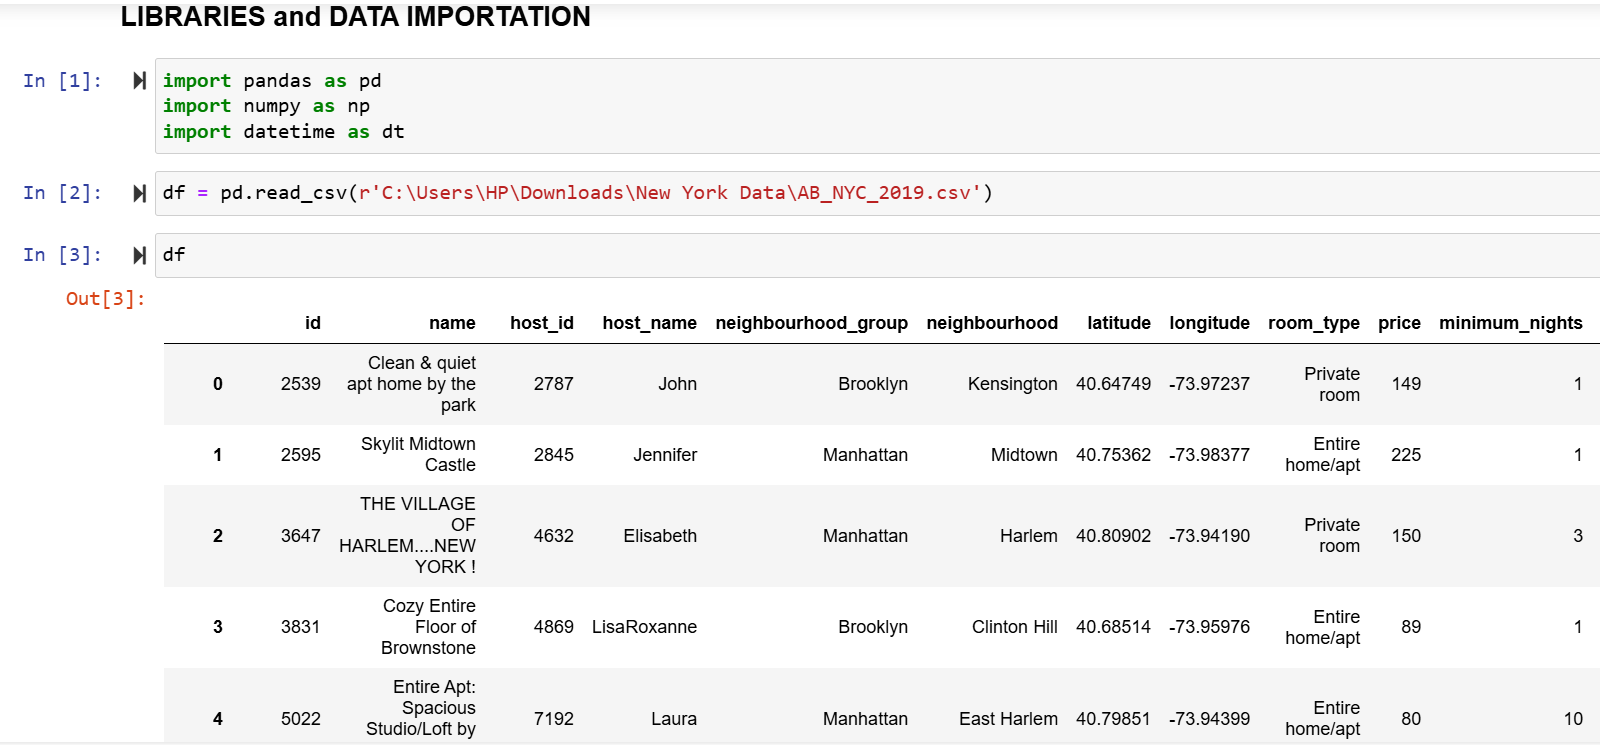 LIBRARIES and DATA IMPORTATION
In [1]:
import pandas as pd
import numpy as np
import datetime as dt
In [2]:
df = pd.read_csv(r'C:\Users\HP\Downloads\New York Data\AB_NYC_2019.csv')
In [3]:
df
Out[3]:
id name host_id host_name neighbourhood_group neighbourhood latitude longitude room_type price minimum_nights
0 2539 Clean & quiet apt home by the park 2787 John Brooklyn Kensington 40.64749 -73.97237 Private room 149 1
1 2595 Skylit Midtown Castle 2845 Jennifer Manhattan Midtown 40.75362 -73.98377 Entire home/apt 225 1
2 3647 THE VILLAGE OF HARLEM....NEW YORK ! 4632 Elisabeth Manhattan Harlem 40.80902 -73.94190 Private room 150 3
3 3831 Cozy Entire Floor of Brownstone 4869 LisaRoxanne Brooklyn Clinton Hill 40.68514 -73.95976 Entire home/apt 89 1
4 5022 Entire Apt: Spacious Studio/Loft by 7192 Laura Manhattan East Harlem 40.79851 -73.94399 Entire home/apt 80 10